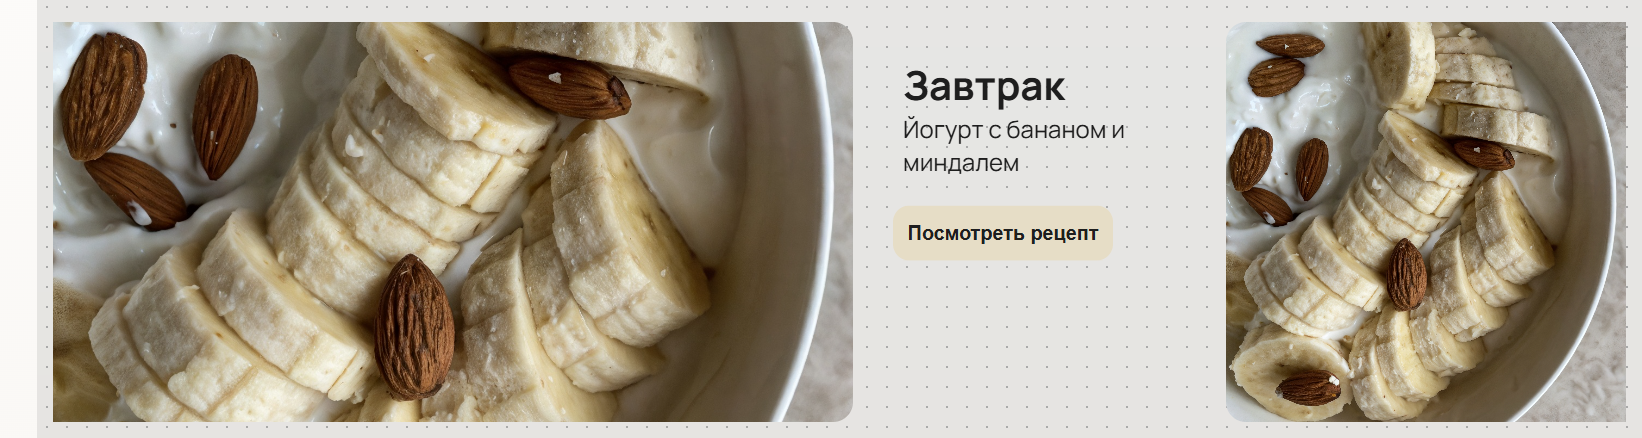 Завтрак
Йогурт с бананом и
миндалем
Посмотреть рецепт